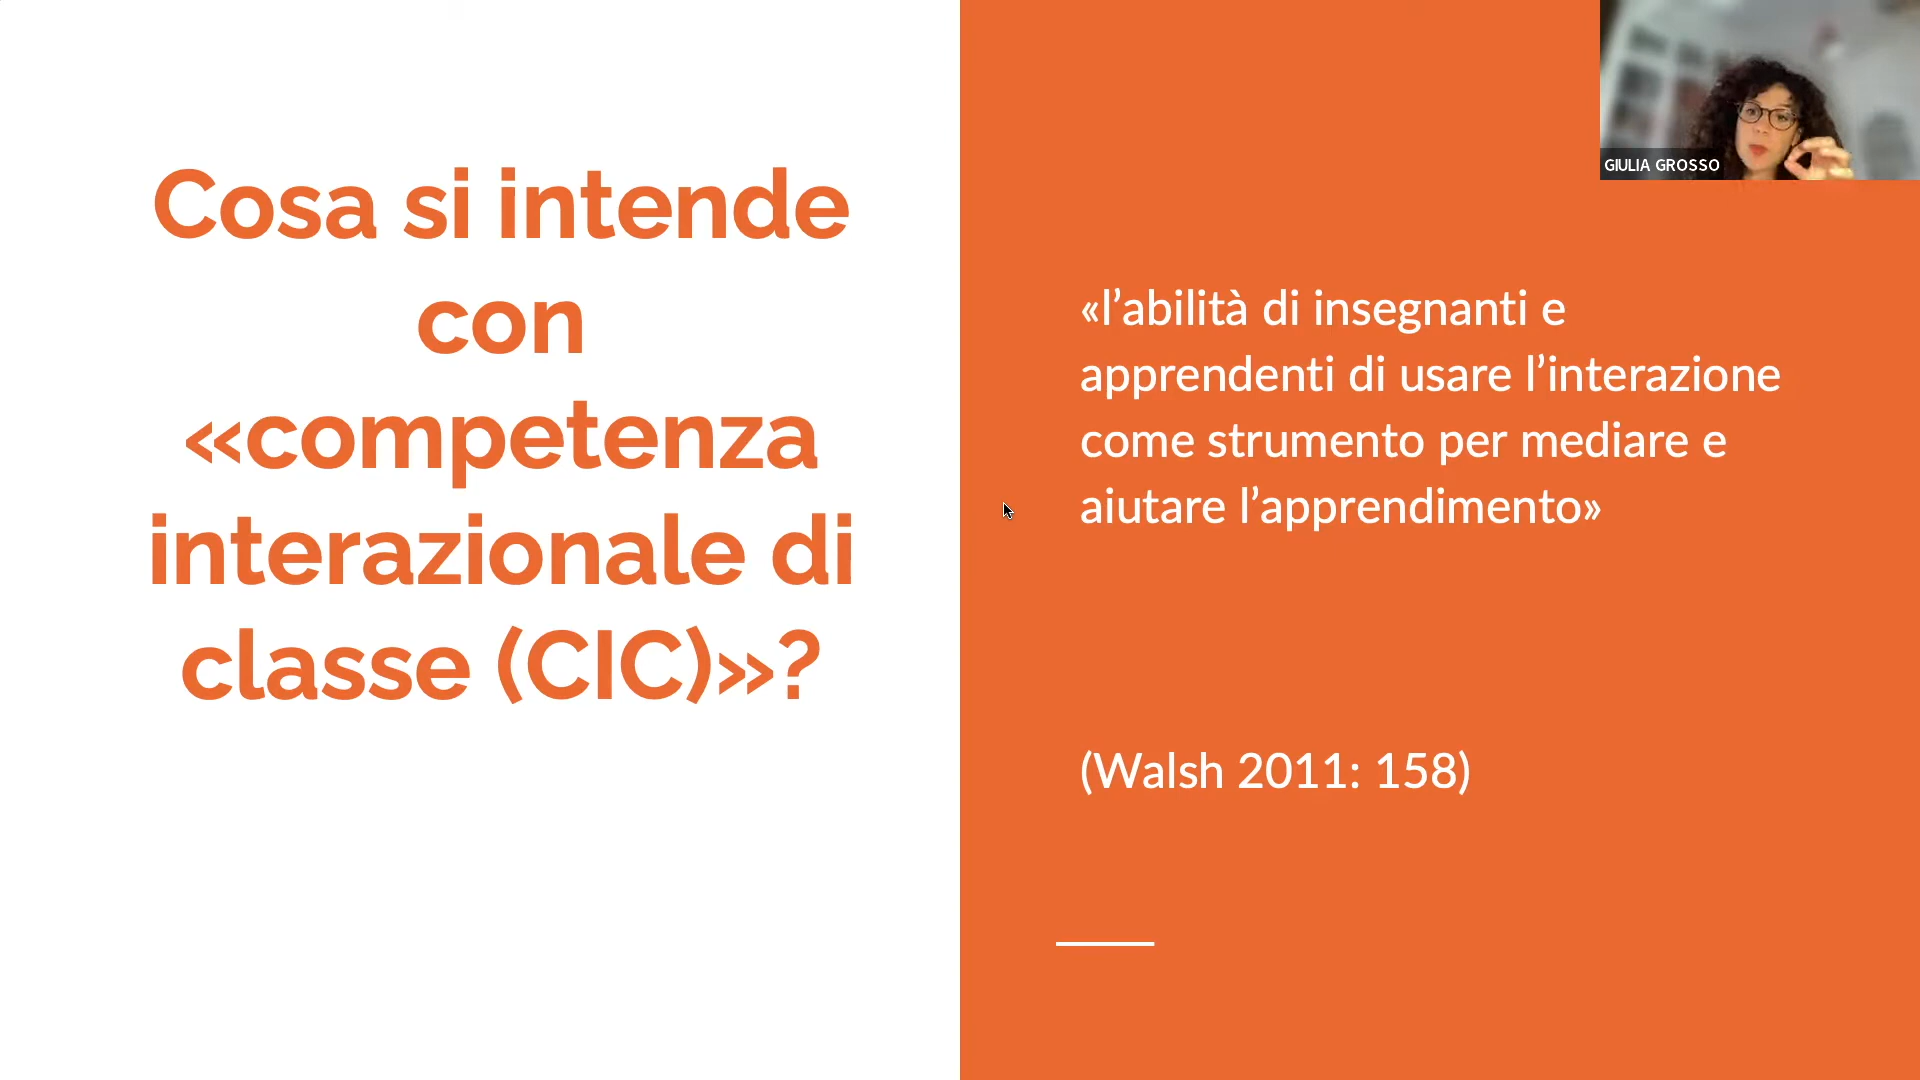 Cosa si intende
con
«competenza
interazionale di
classe (CIC)»?
GIULIA GROSSO
«l’abilità di insegnanti e
apprendenti di usare l’interazione
come strumento per mediare e
aiutare l’apprendimento»
(Walsh 2011: 158)